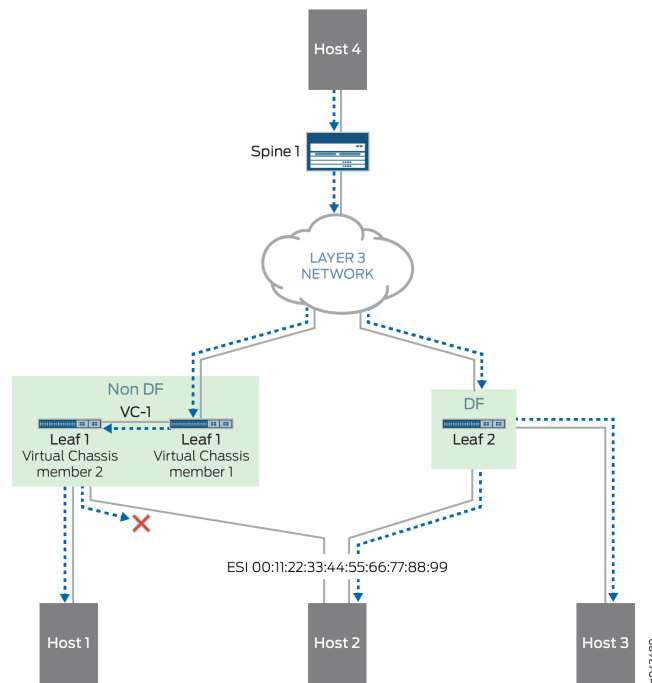 Host 4
Spine 1
LAYER 3
NETWORK
Non DF
VC-1
Leaf 1
Virtual Chassis
member 2
Leaf 1
Virtual Chassis
member 1
DF
Leaf 2
ESI 00:11:22:33:44:55:66:77:88:99
Host 1
Host 2
Host 3